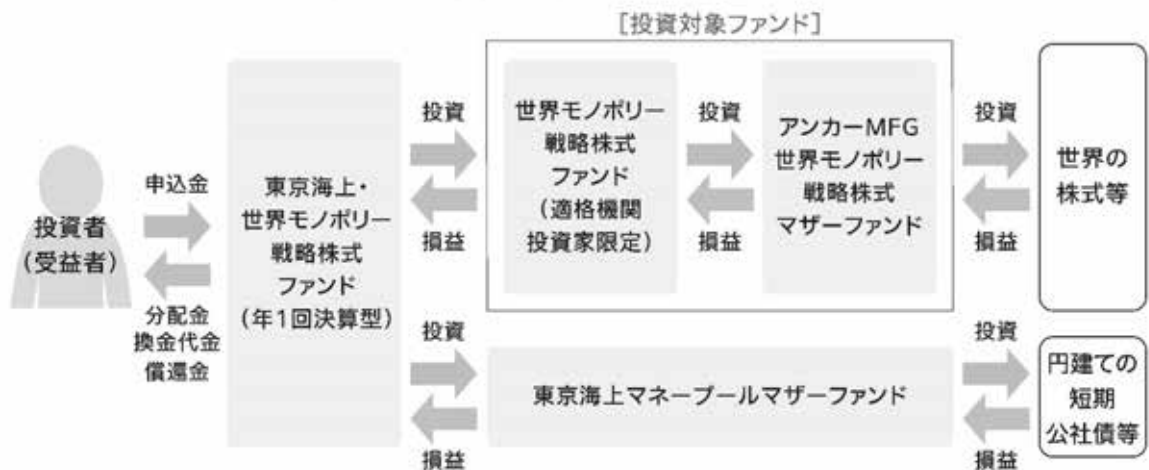 ［投資対象ファンド］
投資者
（受益者）
申込金
分配金
換金代金
償還金
東京海上・
世界モノポリー
戦略株式
ファンド
（年1回決算型）
投資
損益
世界モノポリー
戦略株式
ファンド
（適格機関
投資家限定）
投資
損益
アンカーMFG
世界モノポリー
戦略株式
マザーファンド
投資
損益
世界の
株式等
投資
損益
東京海上マネープールマザーファンド
投資
損益
円建ての
短期
公社債等